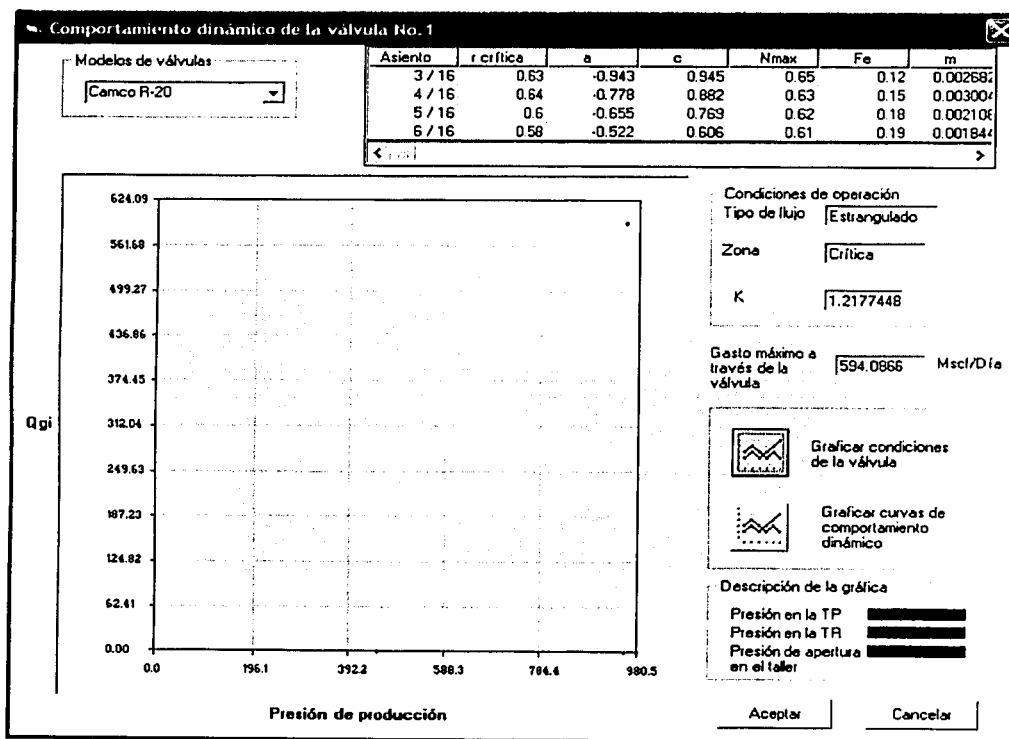 Comportamiento dinámico de la válvula No. 1
Modelos de válvulas
Camco R-20
Asiento r crítica a c Nmax Fe m
3 / 16 0.63 -0.943 0.945 0.65 0.12 0.002682
4 / 16 0.64 -0.778 0.882 0.63 0.15 0.003004
5 / 16 0.6 -0.655 0.769 0.62 0.18 0.002108
6 / 16 0.58 -0.522 0.606 0.61 0.19 0.001844
624.09
561.68
499.27
436.86
374.45
312.04
249.63
187.23
124.82
62.41
0.00
Qgi
0.0 196.1 392.2 588.3 784.4 980.5
Presión de producción
Condiciones de operación
Tipo de flujo Estrangulado
Zona Crítica
K 1.2177448
Gasto máximo a
través de la
válvula
594.0866 Mscf/Día
Graficar condiciones
de la válvula
Graficar curvas de
comportamiento
dinámico
Descripción de la gráfica
Presión en la TP
Presión en la TR
Presión de apertura
en el taller
Aceptar Cancelar